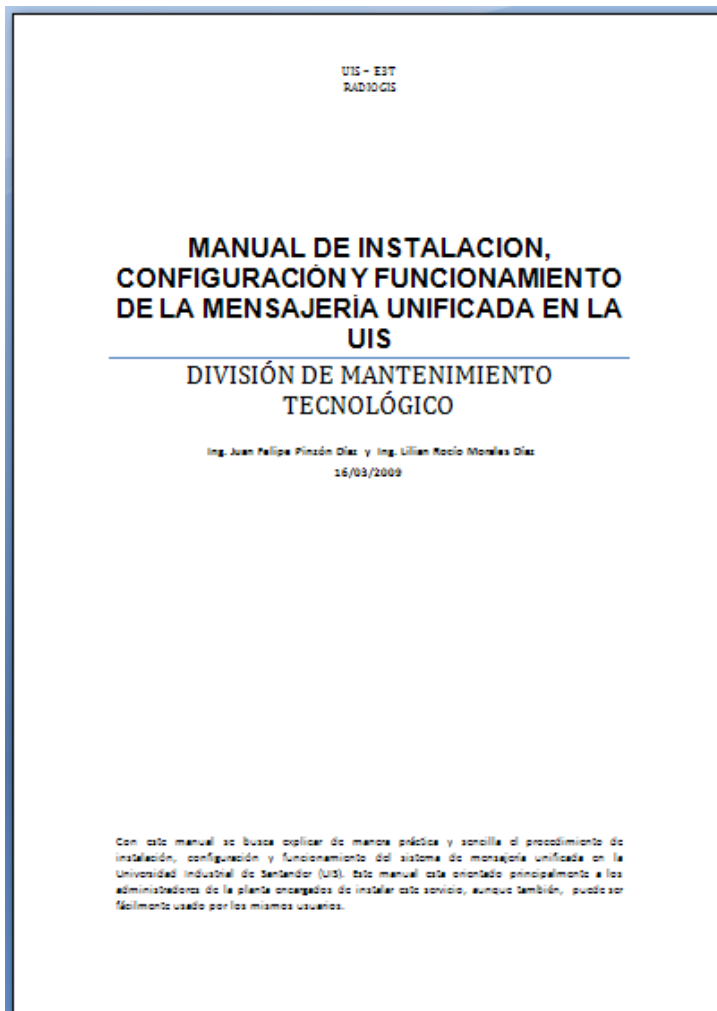 UIS – E3T
RADIOGIS
MANUAL DE INSTALACION,
CONFIGURACIÓN Y FUNCIONAMIENTO
DE LA MENSAJERÍA UNIFICADA EN LA
UIS
DIVISIÓN DE MANTENIMIENTO
TECNOLÓGICO
Ing. Juan Felipe Pinzón Díaz y Ing. Lilian Rocío Morales Díaz
16/03/2009
Con este manual se busca explicar de manera práctica y sencilla el procedimiento de
instalación, configuración y funcionamiento del sistema de mensajería unificada en la
Universidad Industrial de Santander (UIS). Este manual esta orientado principalmente a los
administradores de la planta encargados de instalar este servicio, aunque también, puede ser
fácilmente usado por los mismos usuarios.